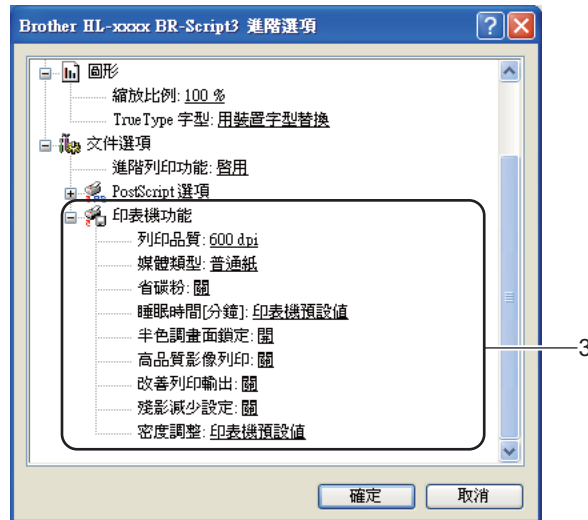 Brother HL-xxxx BR-Script3 進階選項
圖形
縮放比例: 100 %
TrueType 字型: 用裝置字型替換
文件選項
進階列印功能: 啓用
PostScript 選項
印表機功能
列印品質: 600 dpi
媒體類型: 普通紙
省碳粉: 關
睡眠時間[分鐘]: 印表機預設値
半色調畫面鎖定: 開
高品質影像列印: 關
改善列印輸出: 關
殘影減少設定: 關
密度調整: 印表機預設値
3
確定
取消